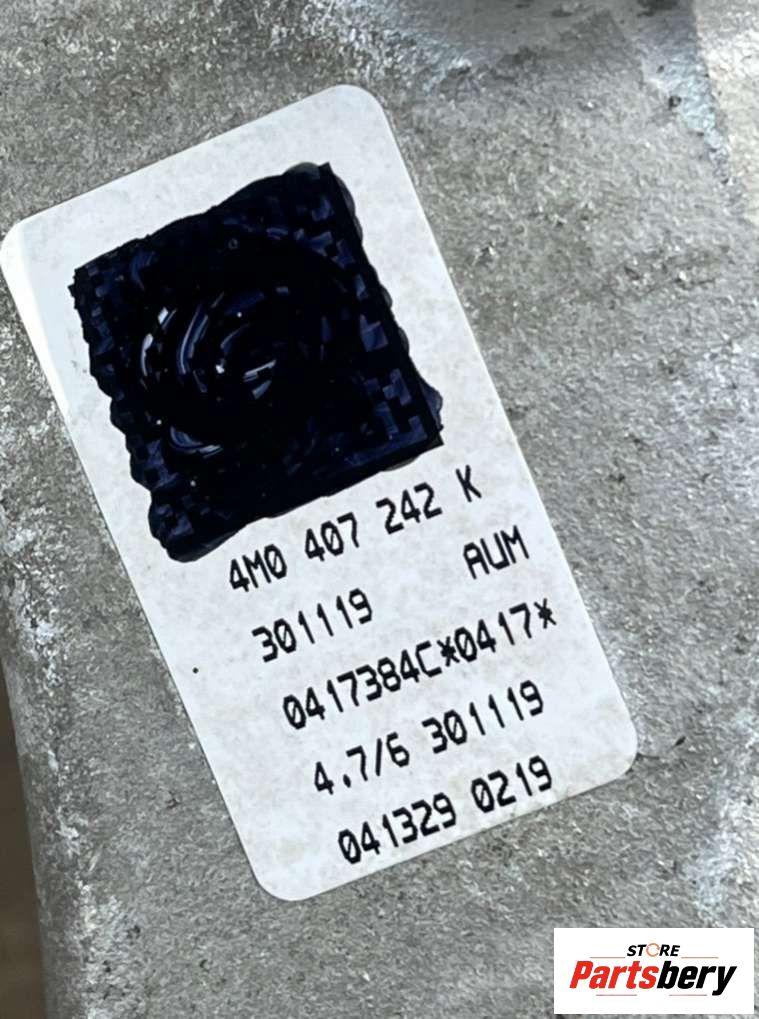 4M0 407 242 K
301119 AUM
0417384C*0417*
4.7/6 301119
041329 0219
STORE
Partsbery